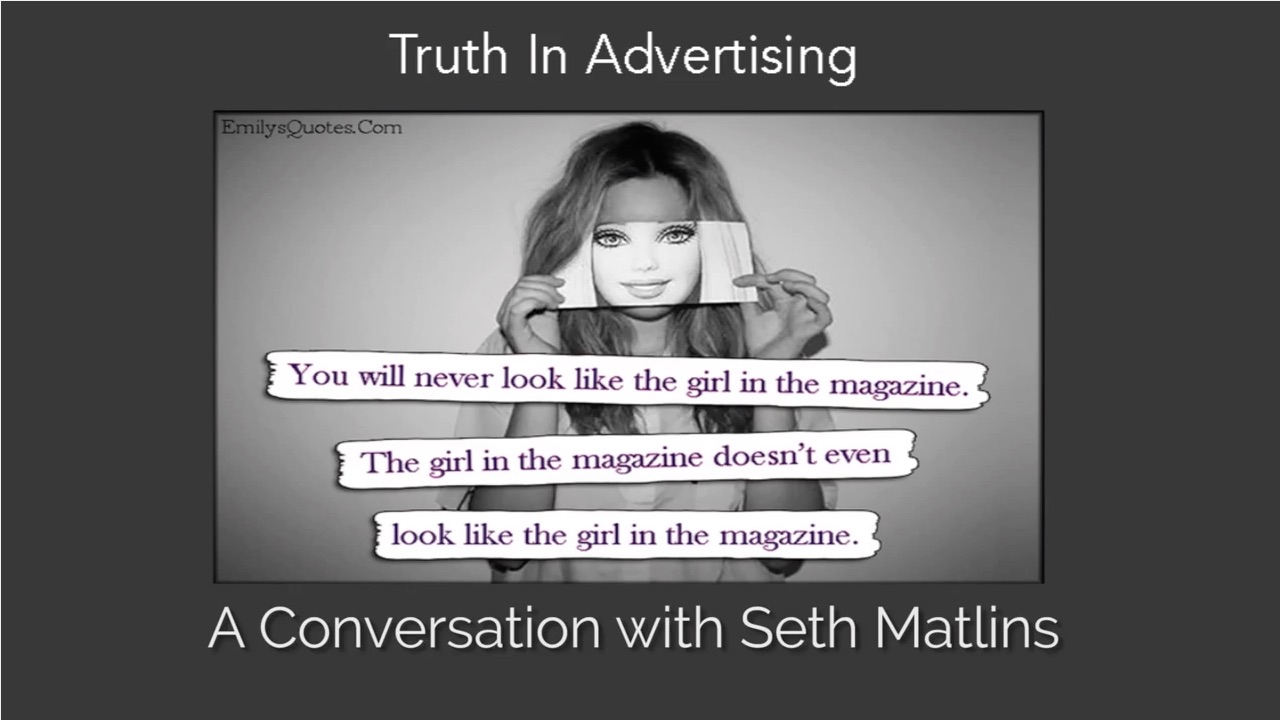 Truth In Advertising
EmilysQuotes.Com
You will never look like the girl in the magazine.
The girl in the magazine doesn't even
look like the girl in the magazine.
A Conversation with Seth Matlins